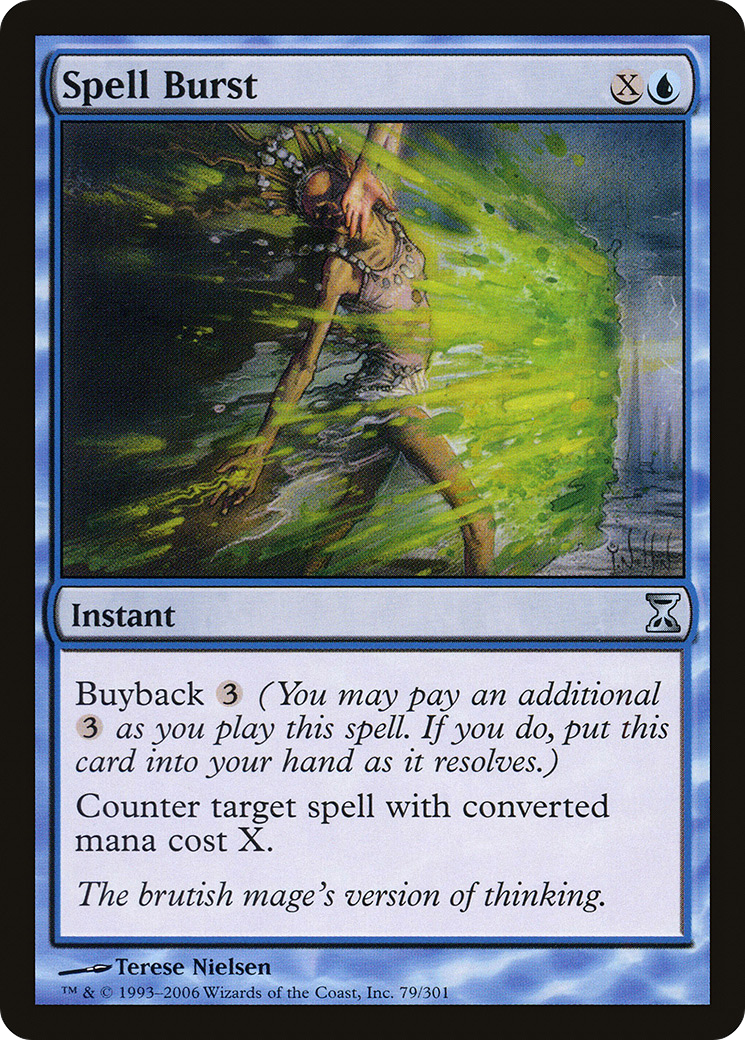 Spell Burst
X
Instant
Buyback 3 (You may pay an additional
3 as you play this spell. If you do, put this
card into your hand as it resolves.)
Counter target spell with converted
mana cost X.
The brutish mage's version of thinking.
Terese Nielsen
™ & © 1993–2006 Wizards of the Coast, Inc. 79/301